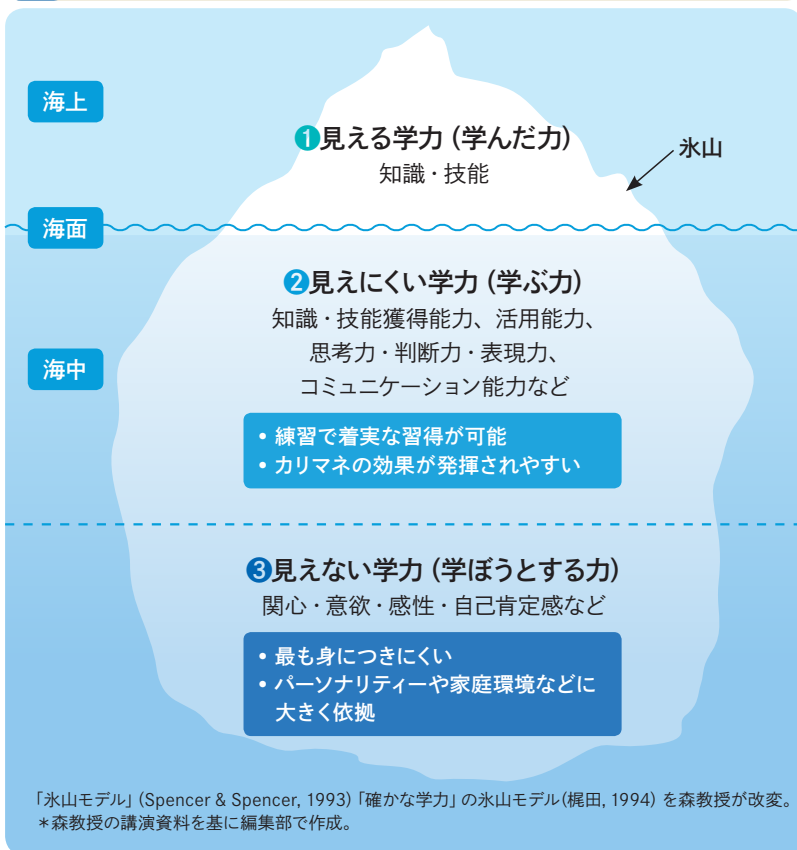 海上
❶見える学力（学んだ力）
知識・技能
氷山
海面
❷見えにくい学力（学ぶ力）
知識・技能獲得能力、活用能力、
思考力・判断力・表現力、
コミュニケーション能力など
海中
• 練習で着実な習得が可能
• カリマネの効果が発揮されやすい
❸見えない学力（学ぼうとする力）
関心・意欲・感性・自己肯定感など
• 最も身につきにくい
• パーソナリティーや家庭環境などに
大きく依拠
「氷山モデル」（Spencer & Spencer, 1993）「確かな学力」の氷山モデル（梶田, 1994）を森教授が改変。
＊森教授の講演資料を基に編集部で作成。